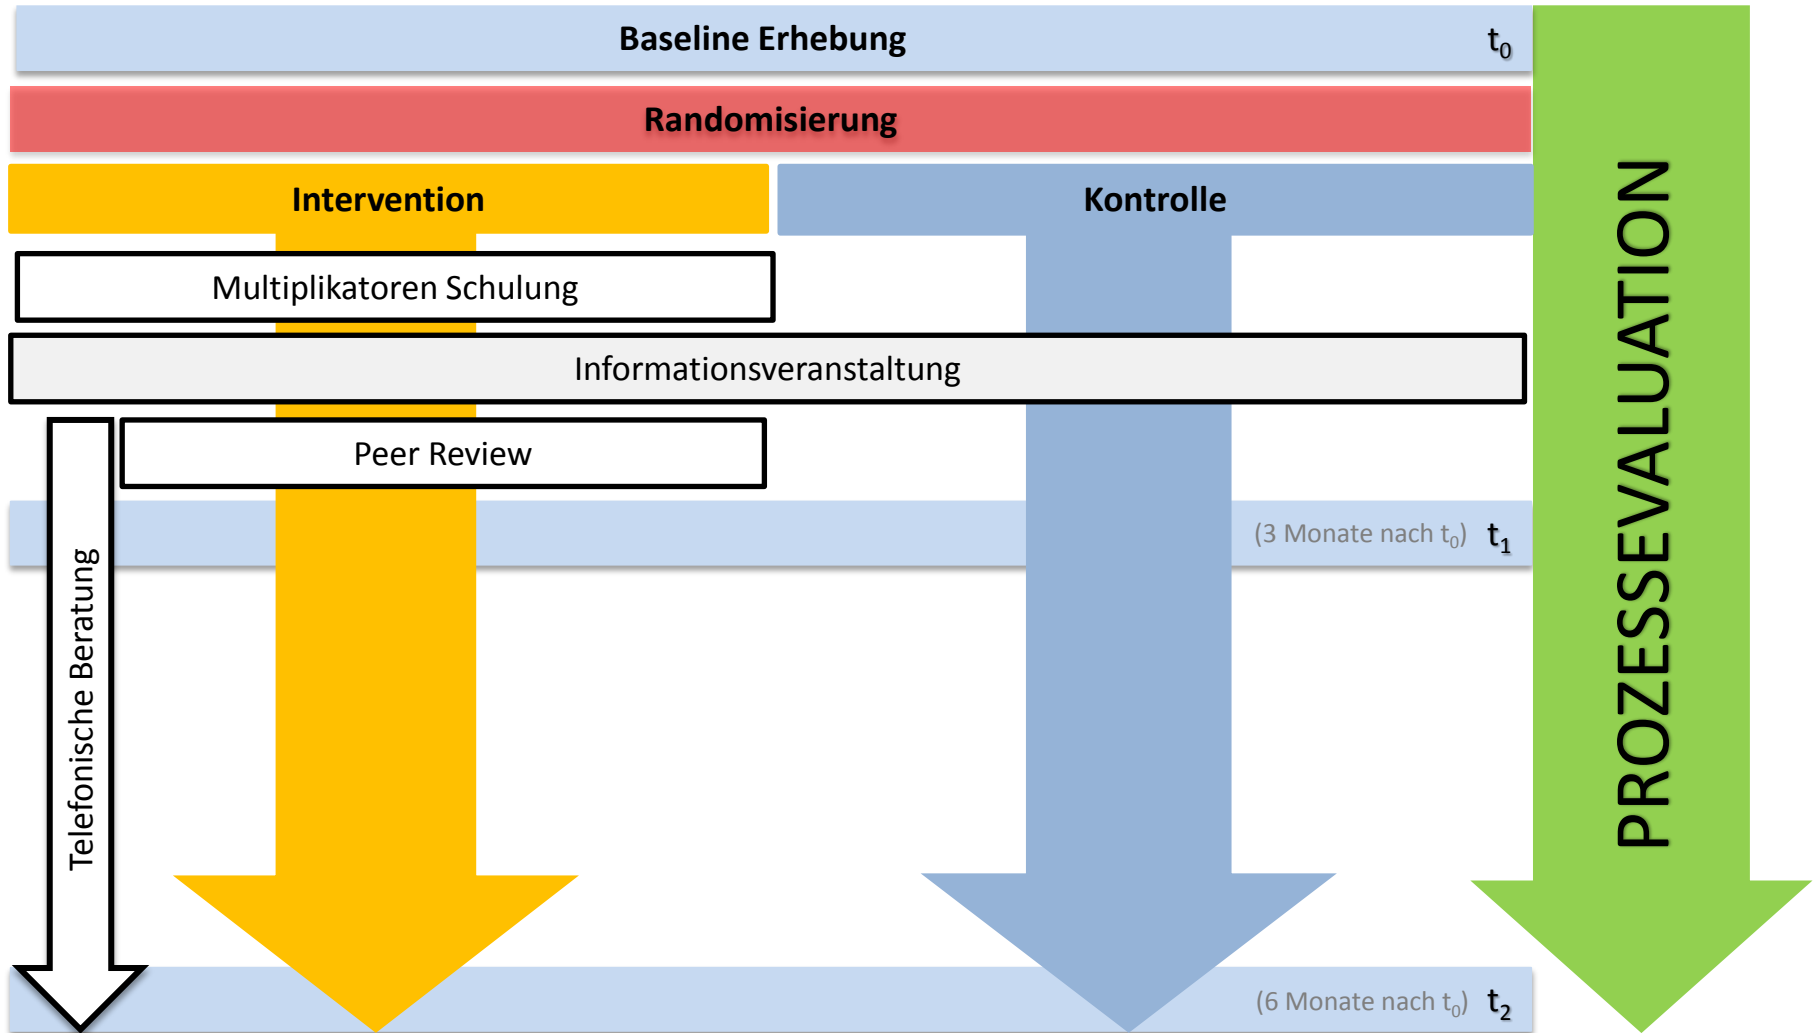 Baseline Erhebung t₀
Randomisierung
Intervention
Kontrolle
Multiplikatoren Schulung
Informationsveranstaltung
Peer Review
(3 Monate nach t₀) t₁
Telefonische Beratung
(6 Monate nach t₀) t₂
PROZESSEVALUATION